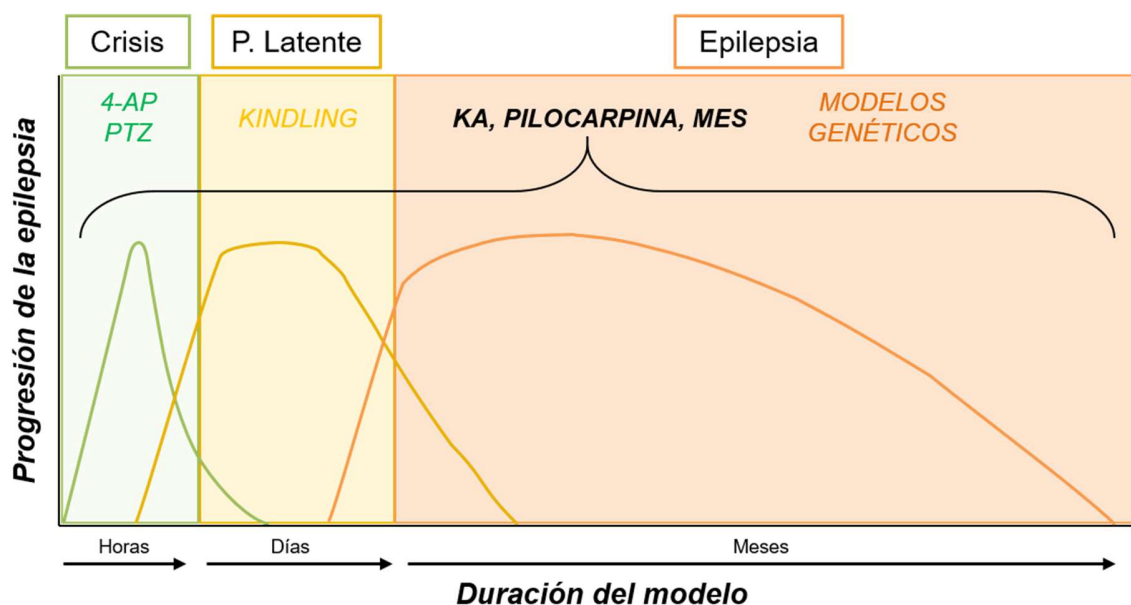 Crisis
P. Latente
Epilepsia
4-AP
PTZ
KINDLING
KA, PILOCARPINA, MES
MODELOS
GENÉTICOS
Progresión de la epilepsia
Horas
Días
Meses
Duración del modelo